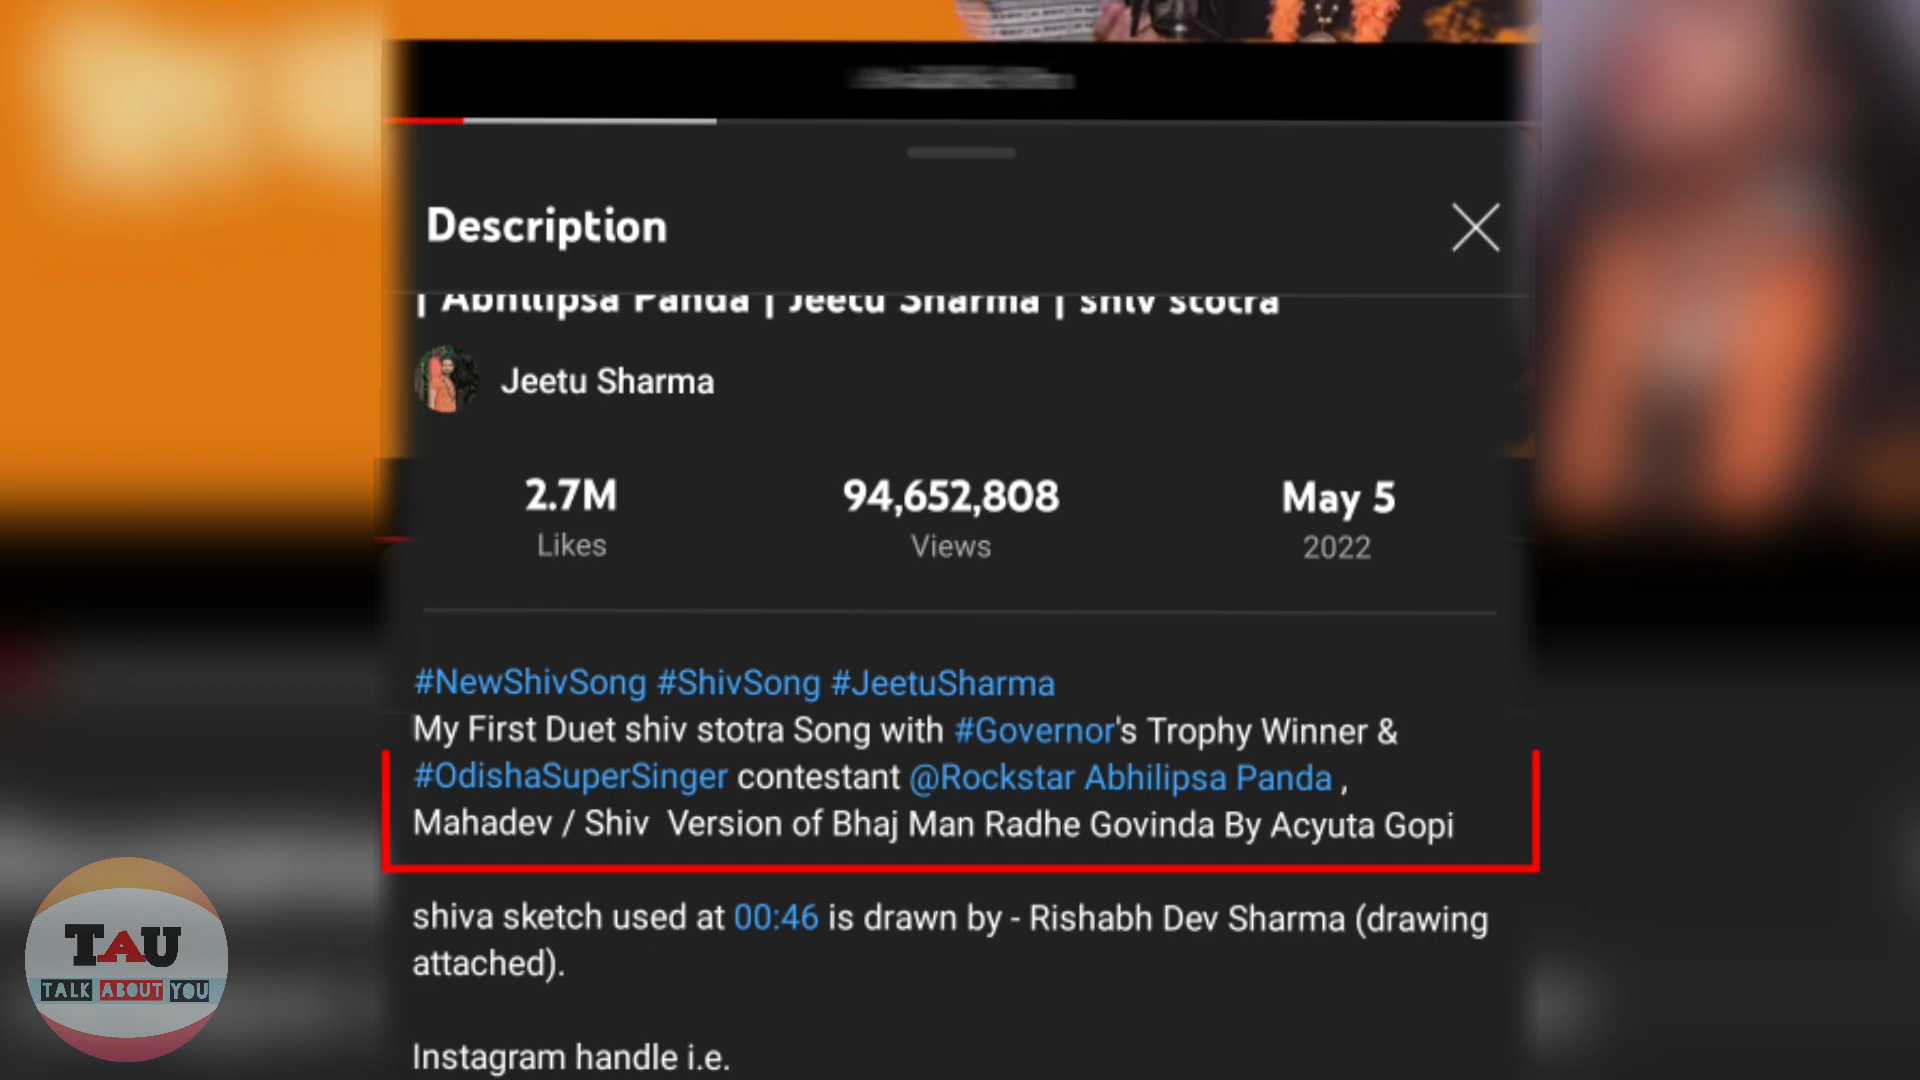 Description
| Abhilipsa Panda | Jeetu Sharma | shiv stotra
Jeetu Sharma
2.7M 94,652,808 May 5
Likes Views 2022
#NewShivSong #ShivSong #JeetuSharma
My First Duet shiv stotra Song with #Governor's Trophy Winner &
#OdishaSuperSinger contestant @Rockstar Abhilipsa Panda ,
Mahadev / Shiv Version of Bhaj Man Radhe Govinda By Acyuta Gopi
shiva sketch used at 00:46 is drawn by - Rishabh Dev Sharma (drawing
attached).
Instagram handle i.e.
TAU
TALK ABOUT YOU